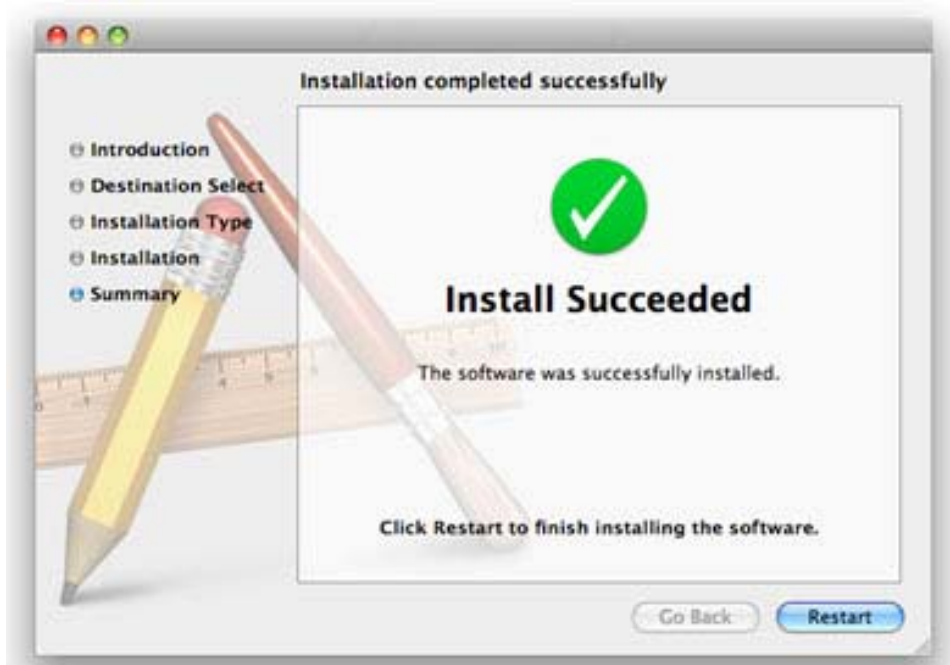 Installation completed successfully
Introduction
Destination Select
Installation Type
Installation
Summary
Install Succeeded
The software was successfully installed.
Click Restart to finish installing the software.
Go Back
Restart